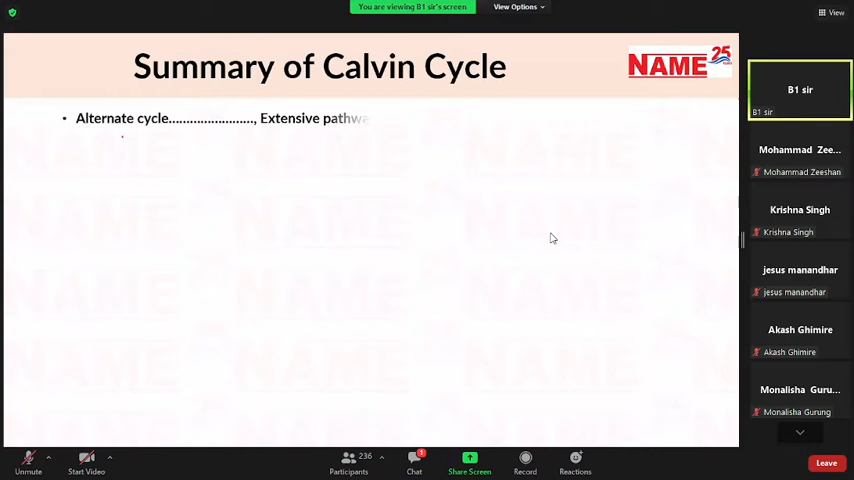 You are viewing B1 sir's screen
View Options
View
Summary of Calvin Cycle
NAME 25
• Alternate cycle........................, Extensive pathwa
B1 sir
B1 sir
Mohammad Zee...
Mohammad Zeeshan
Krishna Singh
Krishna Singh
jesus manandhar
jesus manandhar
Akash Ghimire
Akash Ghimire
Monalisha Guru...
Monalisha Gurung
Unmute
Start Video
236
Participants
1
Chat
Share Screen
Record
Reactions
Leave